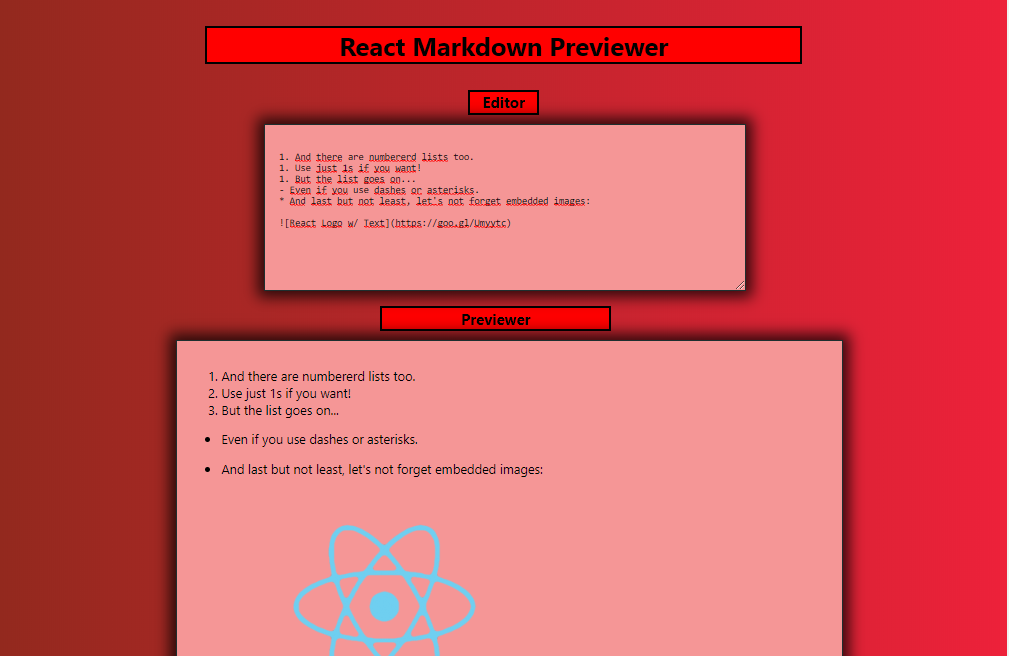 React Markdown Previewer
Editor
1. And there are numbererd lists too.
1. Use just 1s if you want!
1. But the list goes on...
- Even if you use dashes or asterisks.
* And last but not least, let's not forget embedded images:
![React Logo w/ Text](https://goo.gl/Umyytc)
Previewer
1. And there are numbererd lists too.
2. Use just 1s if you want!
3. But the list goes on...
• Even if you use dashes or asterisks.
• And last but not least, let's not forget embedded images: